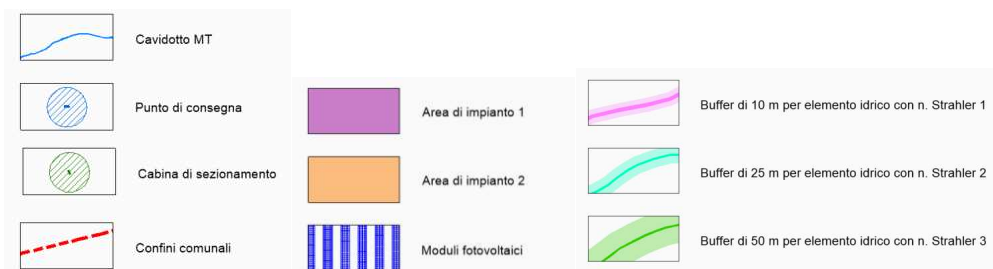 Cavidotto MT
Punto di consegna
Cabina di sezionamento
Confini comunali
Area di impianto 1
Area di impianto 2
Moduli fotovoltaici
Buffer di 10 m per elemento idrico con n. Strahler 1
Buffer di 25 m per elemento idrico con n. Strahler 2
Buffer di 50 m per elemento idrico con n. Strahler 3